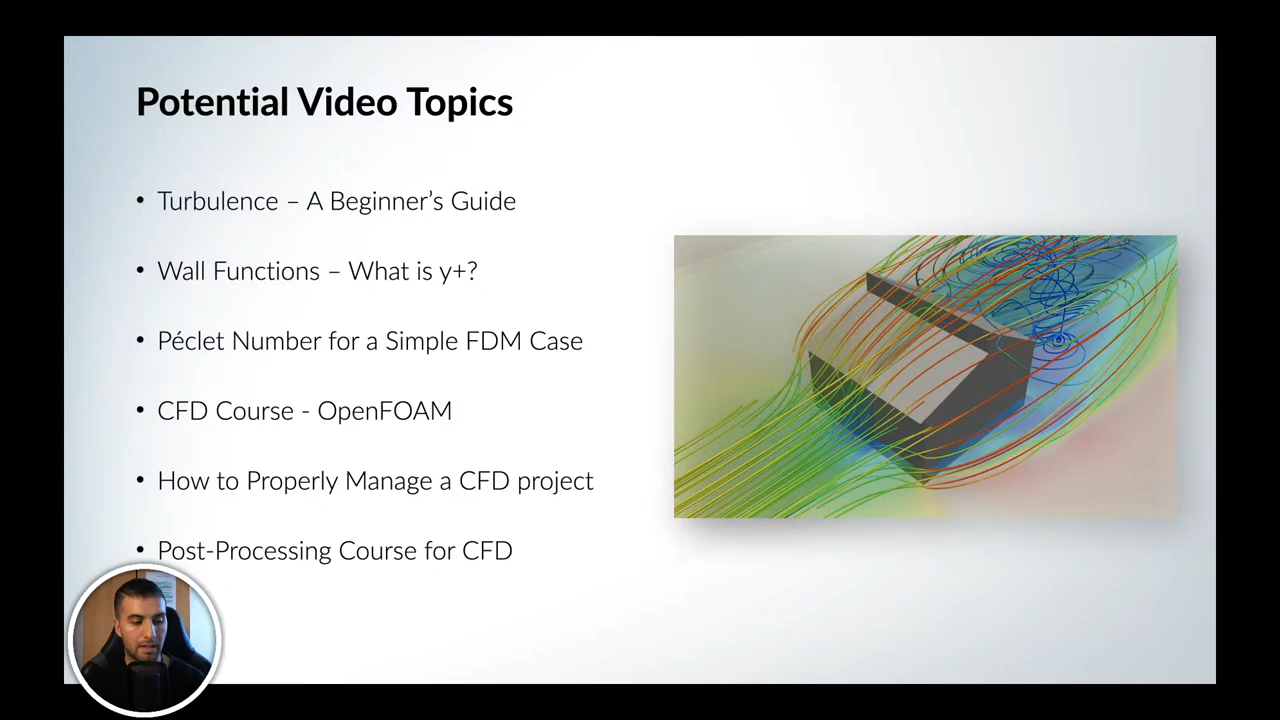 Potential Video Topics
• Turbulence – A Beginner’s Guide
• Wall Functions – What is y+?
• Péclet Number for a Simple FDM Case
• CFD Course - OpenFOAM
• How to Properly Manage a CFD project
• Post-Processing Course for CFD